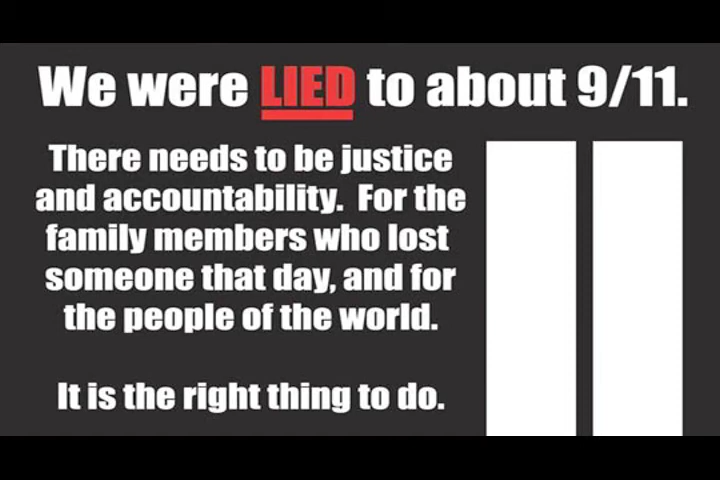 We were LIED to about 9/11.
There needs to be justice
and accountability. For the
family members who lost
someone that day, and for
the people of the world.
It is the right thing to do.